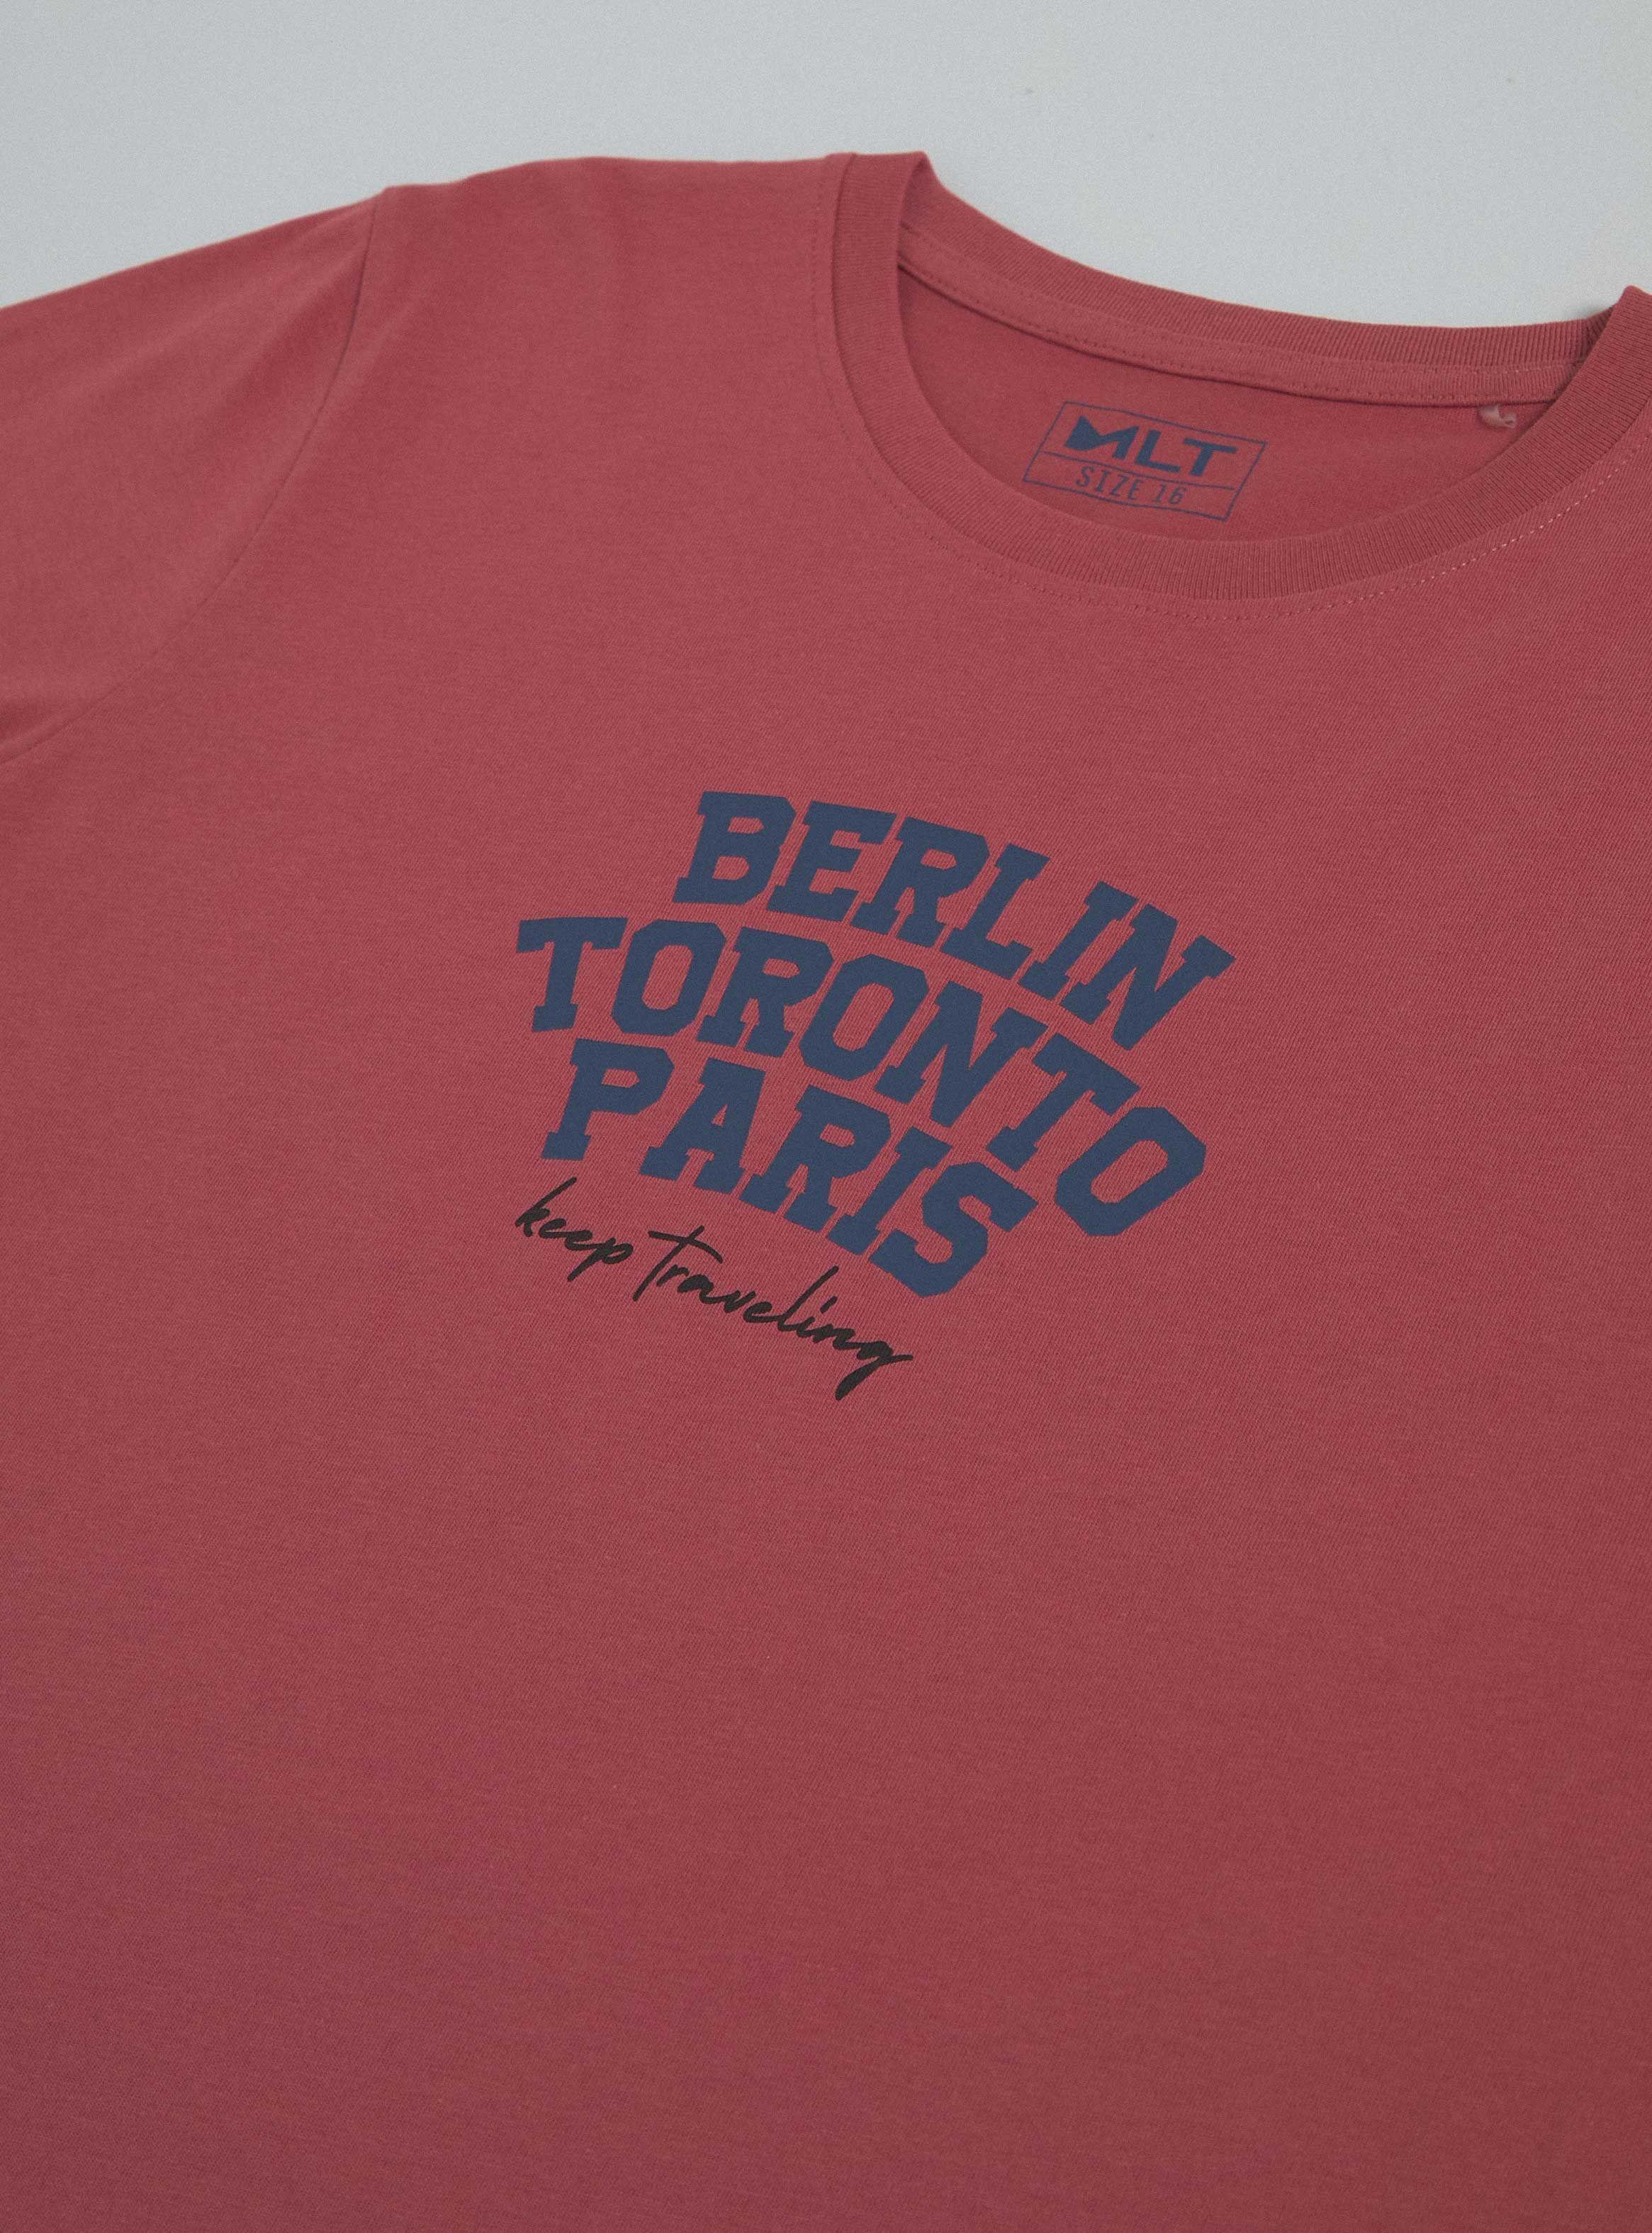 MLT
SIZE 16
BERLIN
TORONTO
PARIS
keep traveling